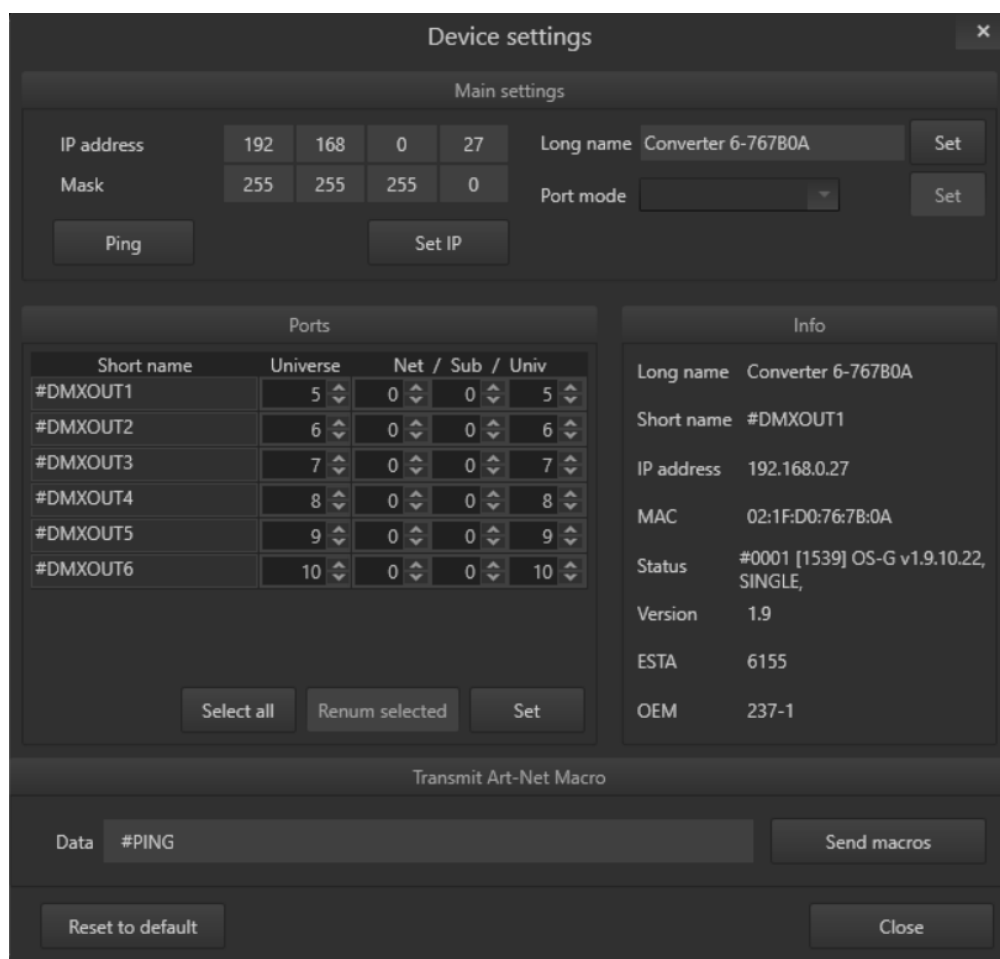 Device settings ×
Main settings
IP address 192 168 0 27 Long name Converter 6-767B0A Set
Mask 255 255 255 0 Port mode Set
Ping Set IP
Ports
Short name Universe Net / Sub / Univ
#DMXOUT1 5 0 0 5
#DMXOUT2 6 0 0 6
#DMXOUT3 7 0 0 7
#DMXOUT4 8 0 0 8
#DMXOUT5 9 0 0 9
#DMXOUT6 10 0 0 10
Select all Renum selected Set
Info
Long name Converter 6-767B0A
Short name #DMXOUT1
IP address 192.168.0.27
MAC 02:1F:D0:76:7B:0A
Status #0001 [1539] OS-G v1.9.10.22,
SINGLE,
Version 1.9
ESTA 6155
OEM 237-1
Transmit Art-Net Macro
Data #PING Send macros
Reset to default Close